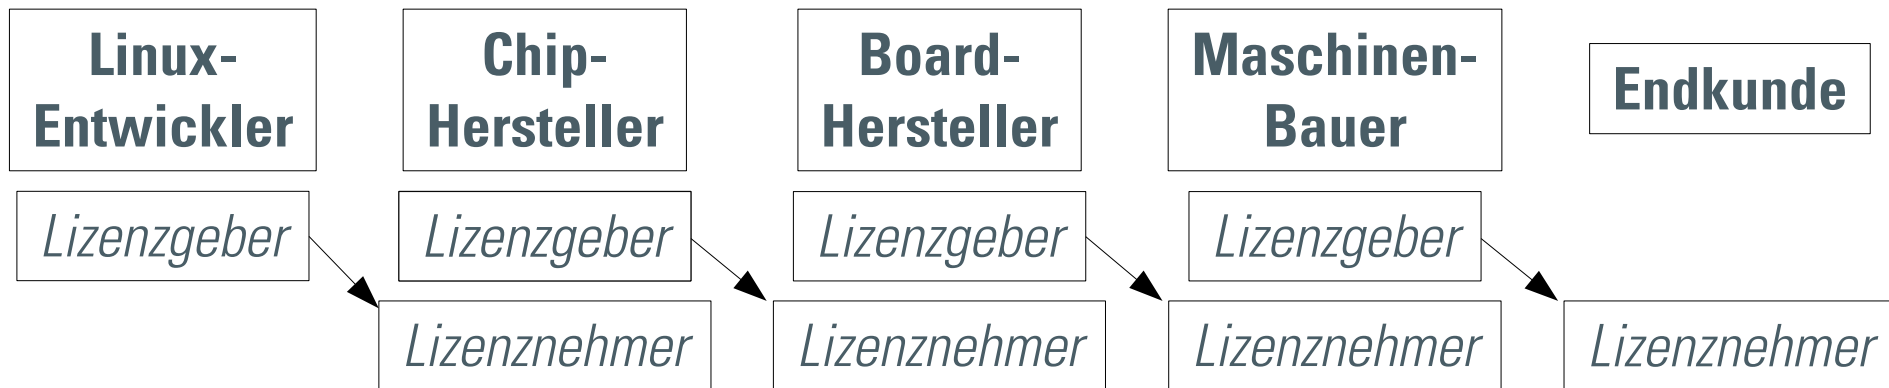 Linux-
Entwickler
Chip-
Hersteller
Board-
Hersteller
Maschinen-
Bauer
Endkunde
Lizenzgeber
Lizenzgeber
Lizenzgeber
Lizenzgeber
Lizenznehmer
Lizenznehmer
Lizenznehmer
Lizenznehmer